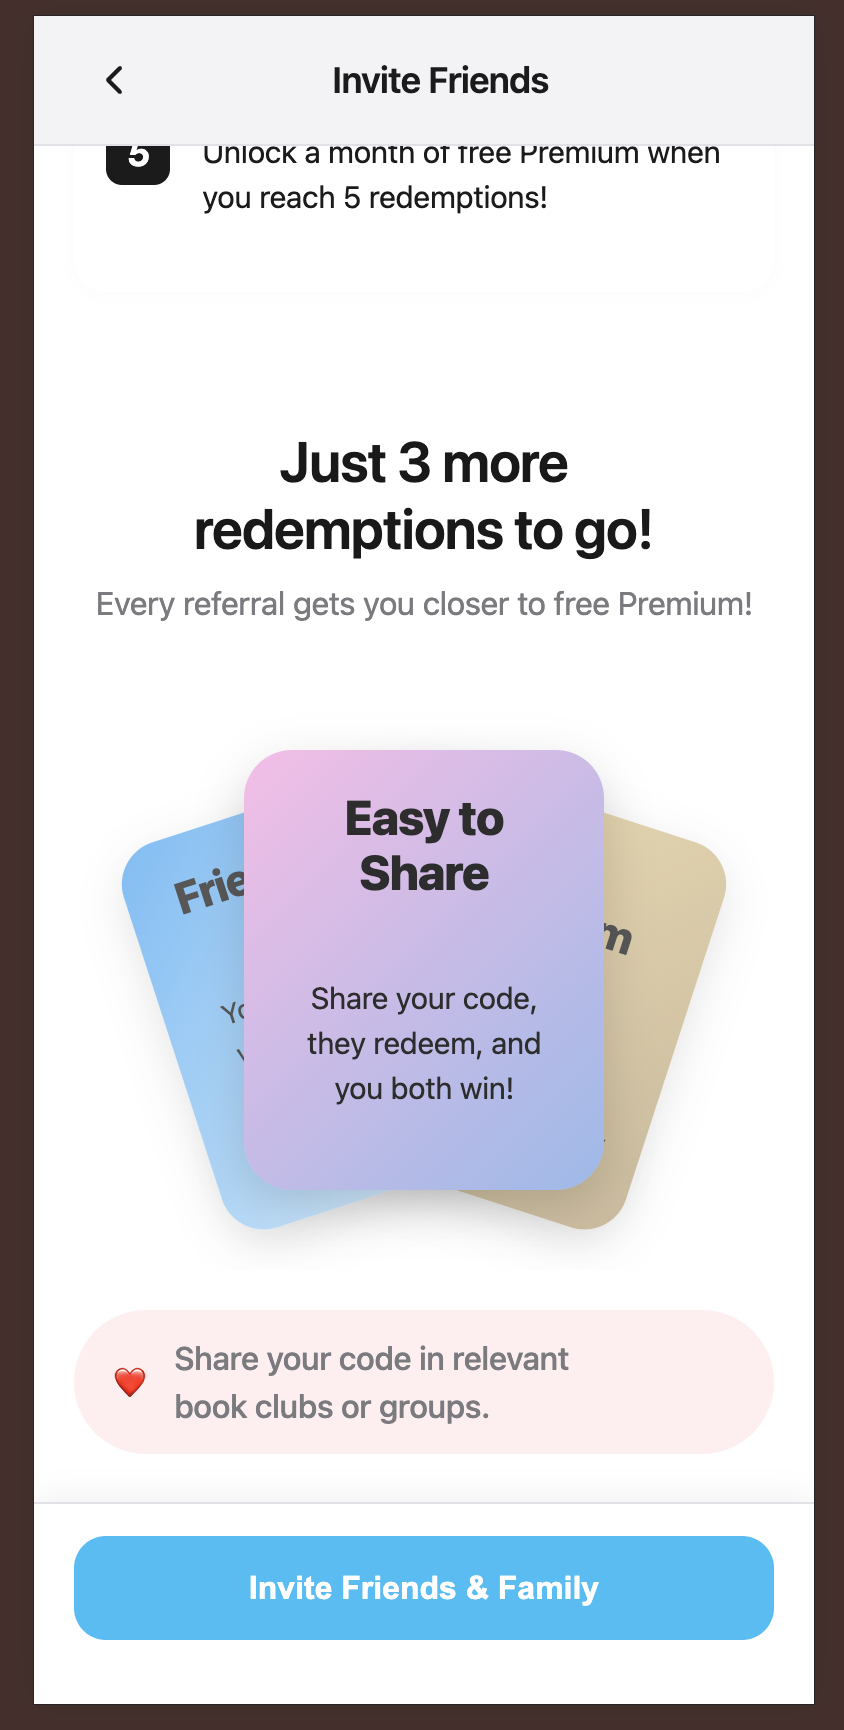 Invite Friends
5
Unlock a month of free Premium when
you reach 5 redemptions!
Just 3 more
redemptions to go!
Every referral gets you closer to free Premium!
Easy to
Share
Share your code,
they redeem, and
you both win!
❤️ Share your code in relevant
book clubs or groups.
Invite Friends & Family